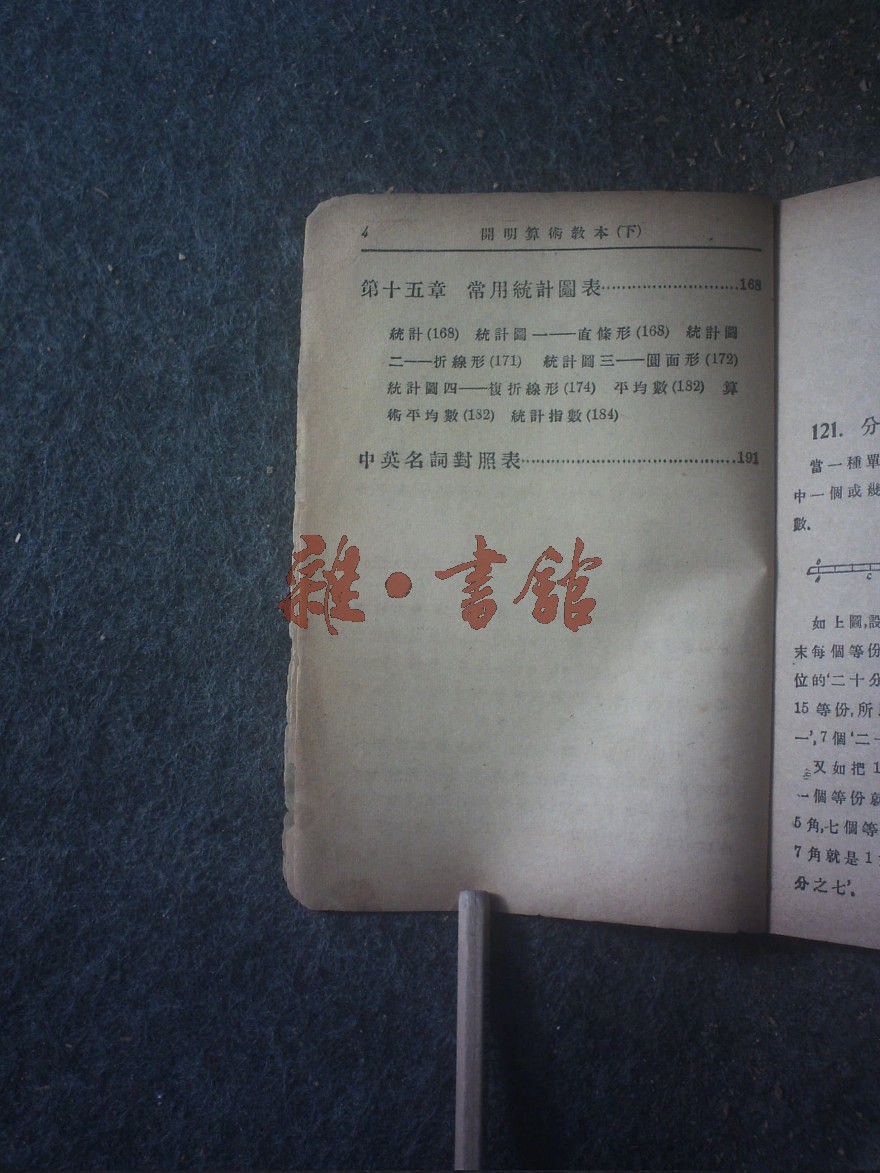 4 開明算術教本(下)
第十五章 常用統計圖表……………………168
統計(168) 統計圖一——直條形(168) 統計圖
二——折線形(171) 統計圖三——圓面形(172)
統計圖四——複折線形(174) 平均數(182) 算
術平均數(182) 統計指數(184)
中英名詞對照表……………………………191
雜·書館
121. 分
當一種單
中一個或幾
數.
如上圖,設
末每個等份
位的‘二十分
15 等份,所
一’,7個‘二十
又如把1
一個等份就
5角,七個等
7角就是1
分之七’.